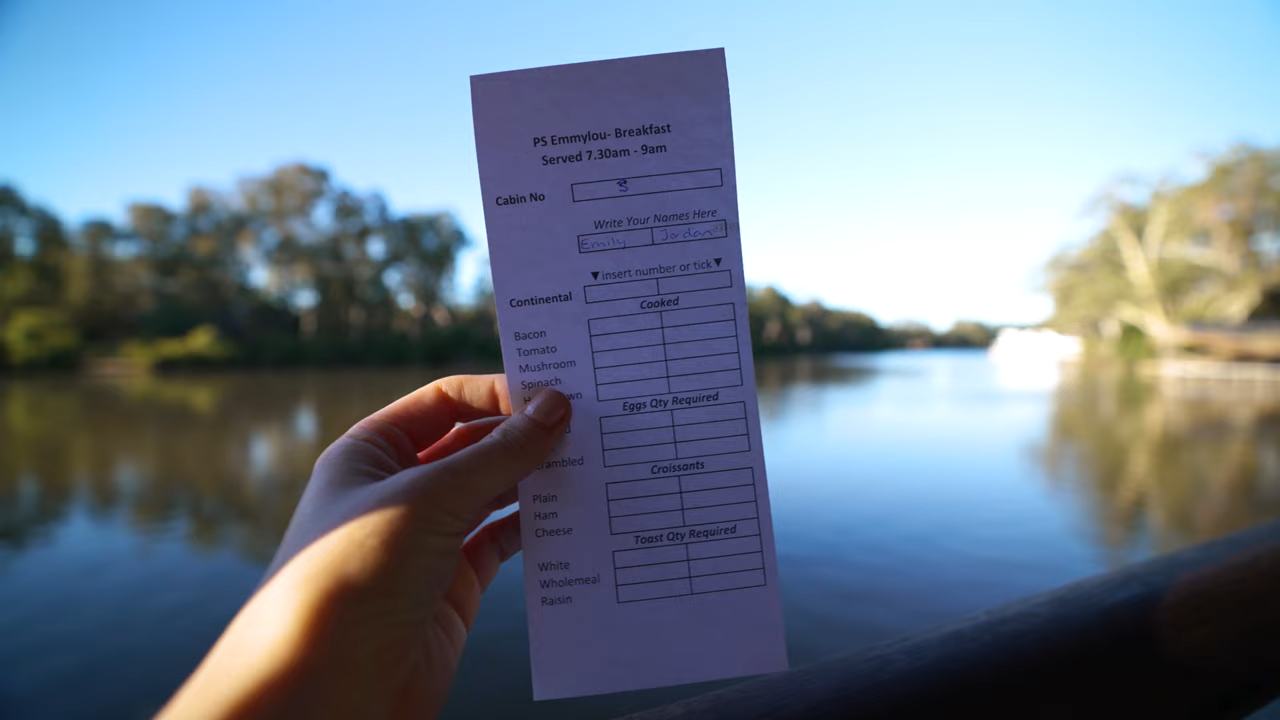 PS Emmylou- Breakfast
Served 7.30am - 9am
Cabin No
Write Your Names Here
Emily Jordan
▼insert number or tick▼
Continental
Cooked
Bacon
Tomato
Mushroom
Spinach
Eggs Qty Required
Croissants
Plain
Ham
Cheese
Toast Qty Required
White
Wholemeal
Raisin